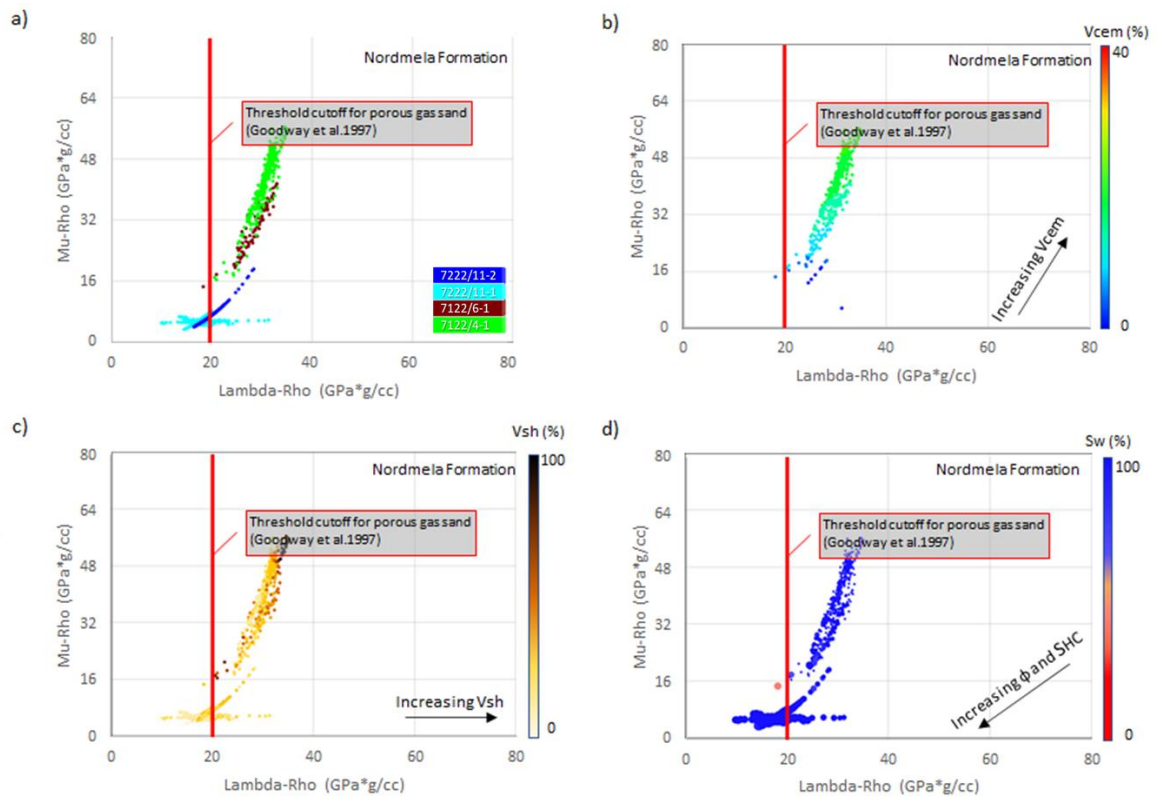 a)
80
64
48
32
16
0
Mu-Rho (GPa*g/cc)
Nordmela Formation
Threshold cutoff for porous gas sand
(Goodway et al.1997)
7222/11-2
7222/11-1
7122/6-1
7122/4-1
0 20 40 60 80
Lambda-Rho (GPa*g/cc)
b)
Vcem (%)
40
0
80
64
48
32
16
0
Mu-Rho (GPa*g/cc)
Nordmela Formation
Threshold cutoff for porous gas sand
(Goodway et al.1997)
Increasing Vcem
0 20 40 60 80
Lambda-Rho (GPa*g/cc)
c)
Vsh (%)
100
0
80
64
48
32
16
0
Mu-Rho (GPa*g/cc)
Nordmela Formation
Threshold cutoff for porous gas sand
(Goodway et al.1997)
Increasing Vsh
0 20 40 60 80
Lambda-Rho (GPa*g/cc)
d)
Sw (%)
100
0
80
64
48
32
16
0
Mu-Rho (GPa*g/cc)
Nordmela Formation
Threshold cutoff for porous gas sand
(Goodway et al.1997)
Increasing ϕ and SHC
0 20 40 60 80
Lambda-Rho (GPa*g/cc)